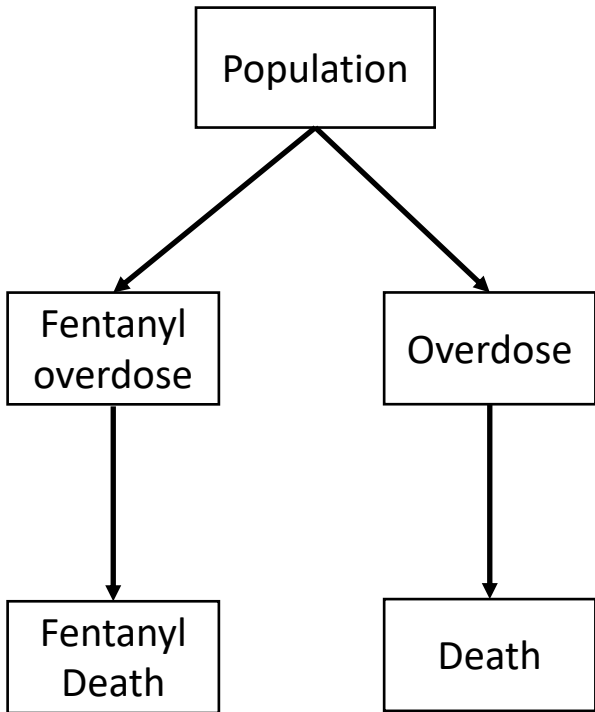 Population
Fentanyl
overdose
Overdose
Fentanyl
Death
Death